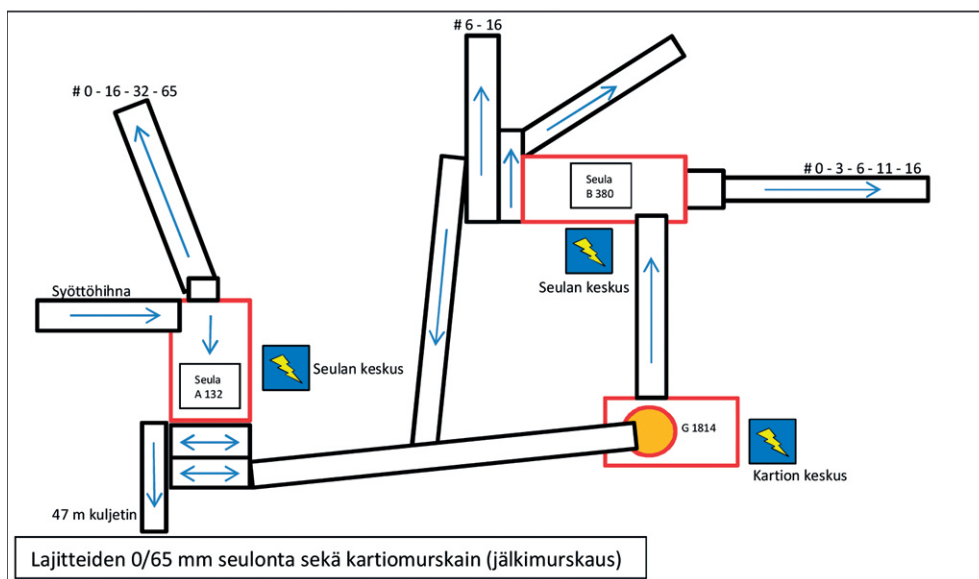 # 6 - 16
# 0 - 16 - 32 - 65
Seula
B 380
# 0 - 3 - 6 - 11 - 16
Seulan keskus
Syöttöhihna
Seulan keskus
Seula
A 132
G 1814
Kartion keskus
47 m kuljetin
Lajitteiden 0/65 mm seulonta sekä kartiomurskain (jälkimurskaus)